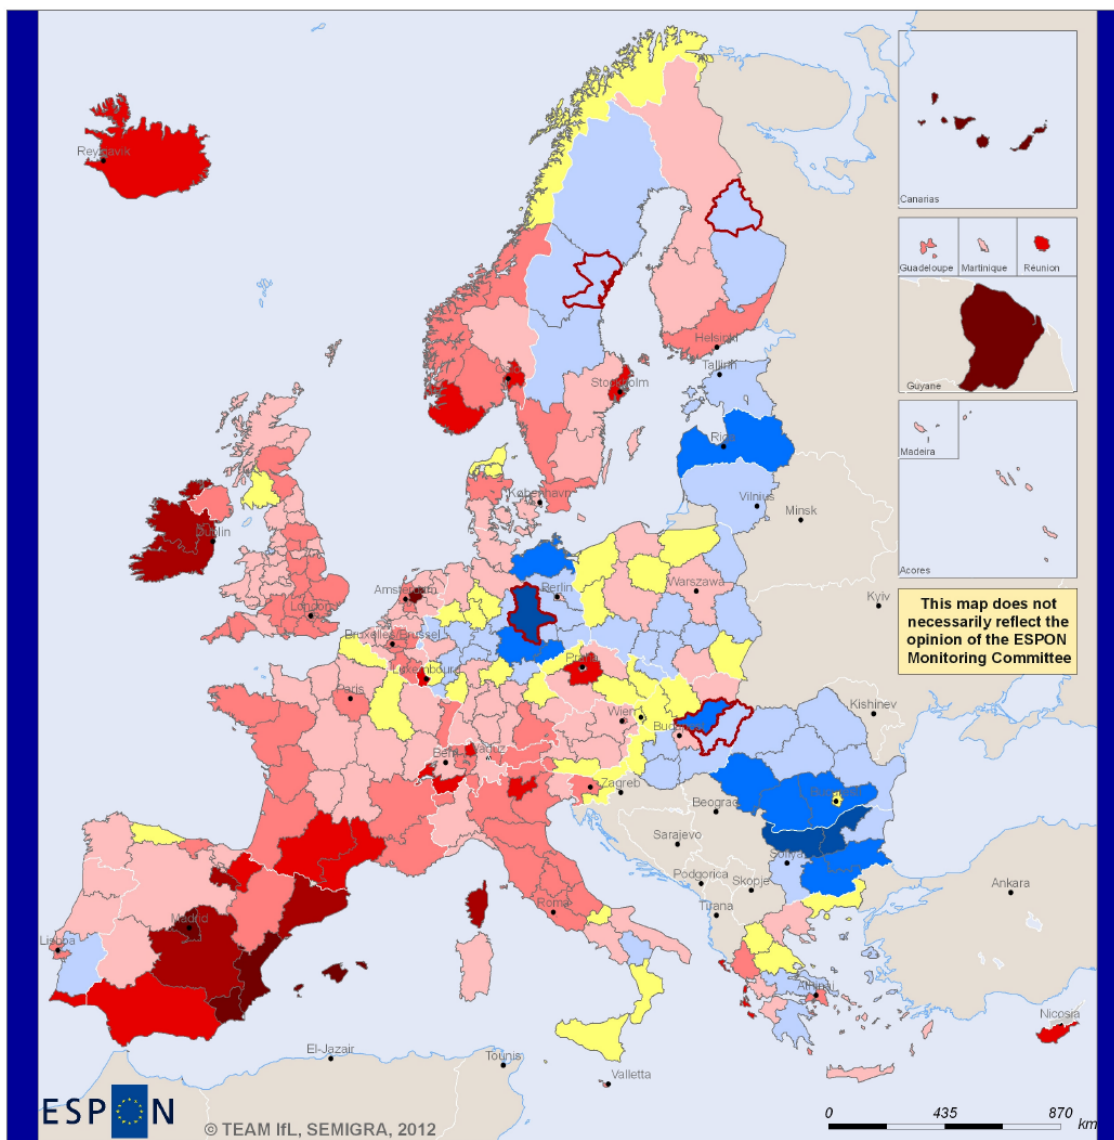 Reykjavik
Oslo
Helsinki
Tallinn
Stockholm
Riga
København
Vilnius
Minsk
Dublin
Amsterdam
Berlin
Warszawa
London
Bruxelles/Brussel
Kyiv
Luxembourg
Paris
Wien
Kishinev
Bern
Vaduz
Zagreb
Beograd
Sarajevo
Podgorica
Skopje
Tirana
Ankara
Roma
Madrid
Lisboa
Athinai
Nicosia
El-Jazair
Tounis
Valletta
Canarias
Guadeloupe
Martinique
Réunion
Guyane
Madeira
Acores
This map does not
necessarily reflect the
opinion of the ESPON
Monitoring Committee
ESPON
© TEAM IfL, SEMIGRA, 2012
0 435 870
km